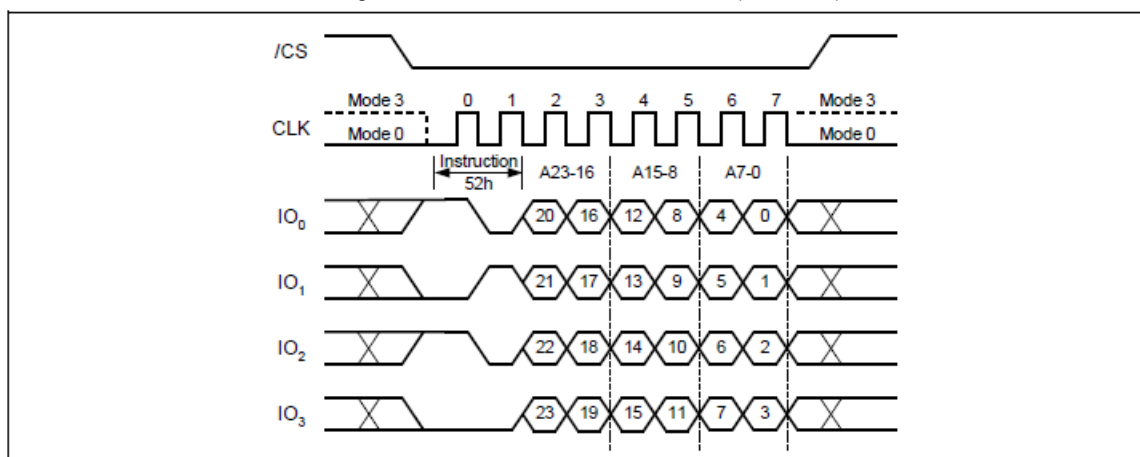 /CS
Mode 3 0 1 2 3 4 5 6 7 Mode 3
CLK Mode 0 Mode 0
Instruction A23-16 A15-8 A7-0
52h
IO0 20 16 12 8 4 0
IO1 21 17 13 9 5 1
IO2 22 18 14 10 6 2
IO3 23 19 15 11 7 3